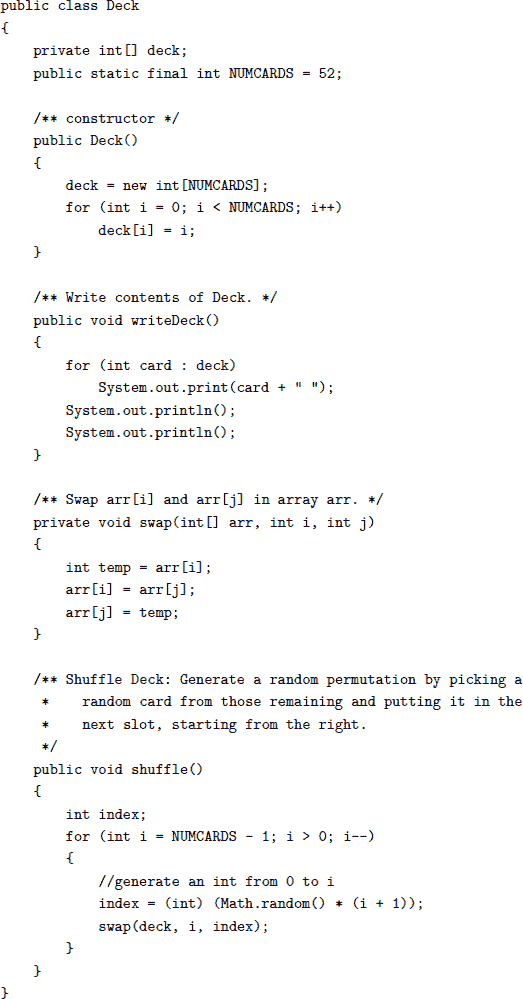 public class Deck
{
    private int[] deck;
    public static final int NUMCARDS = 52;

    /** constructor */
    public Deck()
    {
        deck = new int[NUMCARDS];
        for (int i = 0; i < NUMCARDS; i++)
            deck[i] = i;
    }

    /** Write contents of Deck. */
    public void writeDeck()
    {
        for (int card : deck)
            System.out.print(card + " ");
        System.out.println();
        System.out.println();
    }

    /** Swap arr[i] and arr[j] in array arr. */
    private void swap(int[] arr, int i, int j)
    {
        int temp = arr[i];
        arr[i] = arr[j];
        arr[j] = temp;
    }

    /** Shuffle Deck: Generate a random permutation by picking a
     *    random card from those remaining and putting it in the
     *    next slot, starting from the right.
     */
    public void shuffle()
    {
        int index;
        for (int i = NUMCARDS - 1; i > 0; i--)
        {
            //generate an int from 0 to i
            index = (int) (Math.random() * (i + 1));
            swap(deck, i, index);
        }
    }
}